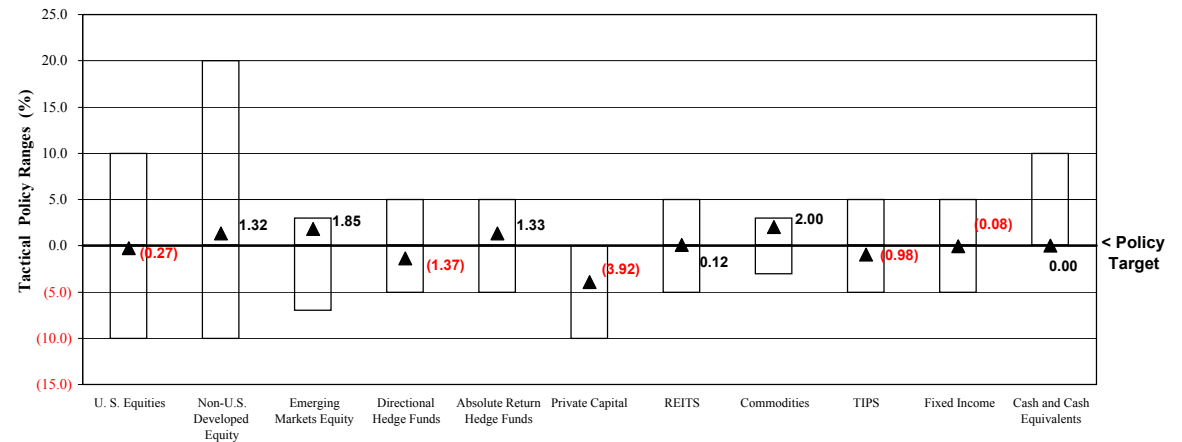 25.0
20.0
15.0
10.0
5.0
0.0
(5.0)
(10.0)
(15.0)
Tactical Policy Ranges (%)
(0.27)
1.32
1.85
(1.37)
1.33
(3.92)
0.12
2.00
(0.98)
(0.08)
0.00
< Policy
Target
U. S. Equities
Non-U.S.
Developed
Equity
Emerging
Markets Equity
Directional
Hedge Funds
Absolute Return
Hedge Funds
Private Capital
REITS
Commodities
TIPS
Fixed Income
Cash and Cash
Equivalents